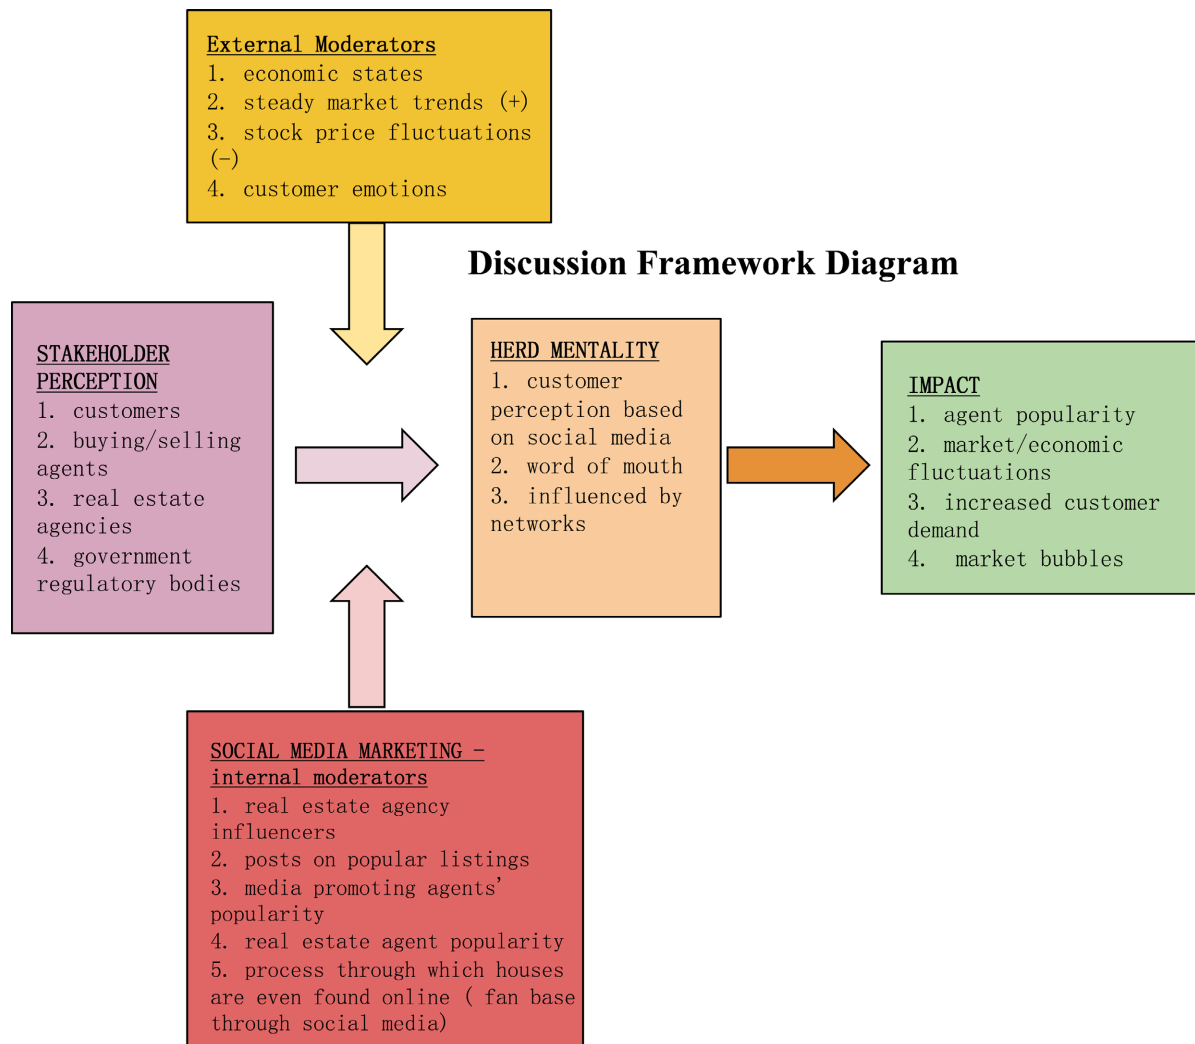 External Moderators
1. economic states
2. steady market trends (+)
3. stock price fluctuations
(-)
4. customer emotions
Discussion Framework Diagram
STAKEHOLDER
PERCEPTION
1. customers
2. buying/selling
agents
3. real estate
agencies
4. government
regulatory bodies
HERD MENTALITY
1. customer
perception based
on social media
2. word of mouth
3. influenced by
networks
IMPACT
1. agent popularity
2. market/economic
fluctuations
3. increased customer
demand
4.  market bubbles
SOCIAL MEDIA MARKETING –
internal moderators
1. real estate agency
influencers
2. posts on popular listings
3. media promoting agents’
popularity
4. real estate agent popularity
5. process through which houses
are even found online ( fan base
through social media)